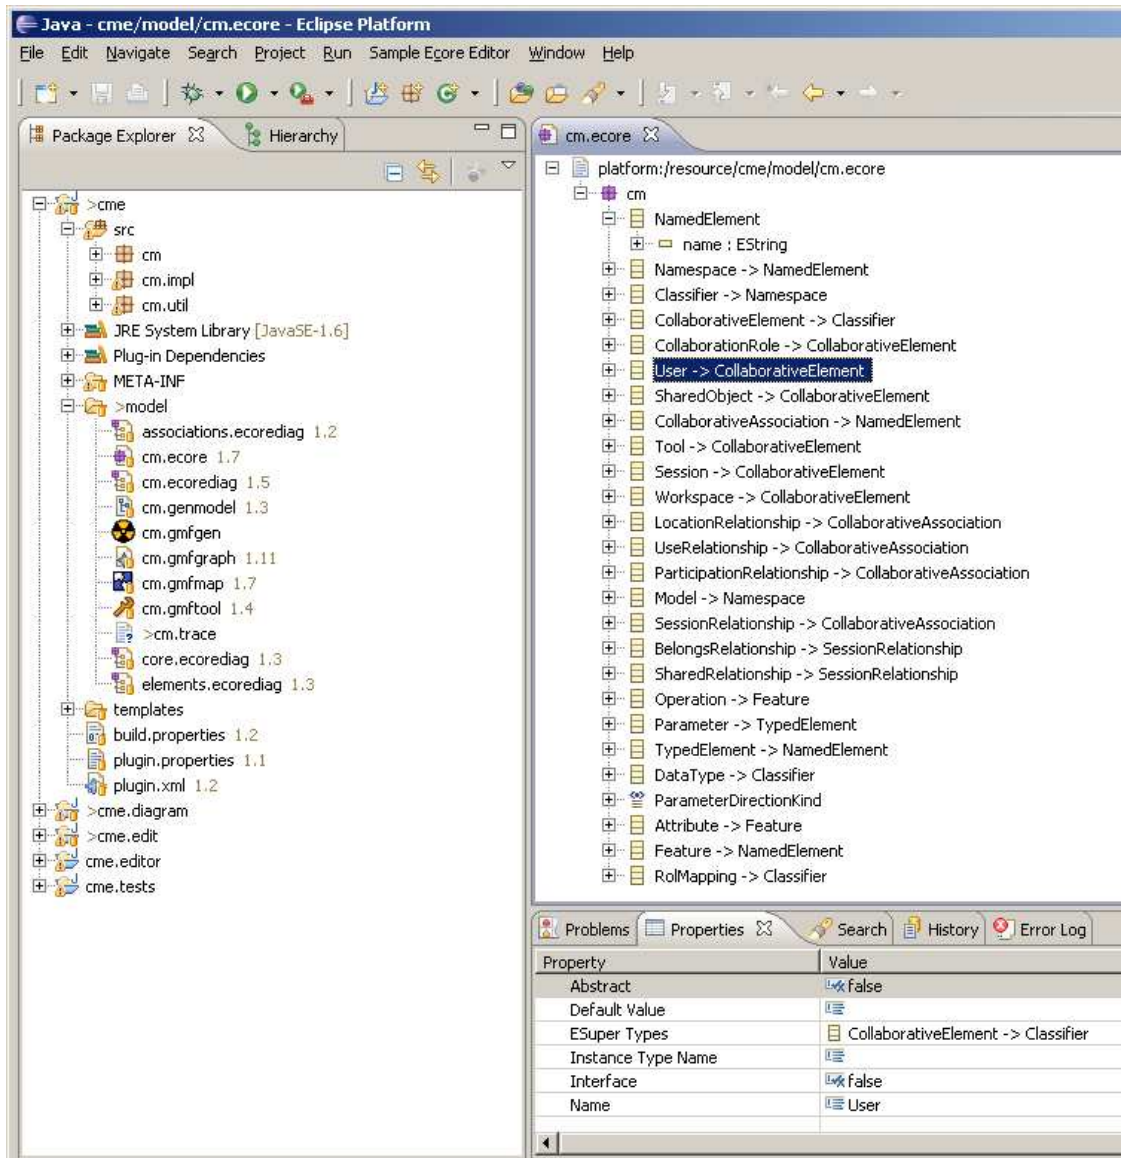 Java - cme/model/cm.ecore - Eclipse Platform
File Edit Navigate Search Project Run Sample Ecore Editor Window Help
Package Explorer Hierarchy
>cme
src
cm
cm.impl
cm.util
JRE System Library [JavaSE-1.6]
Plug-in Dependencies
META-INF
>model
associations.ecorediag 1.2
cm.ecore 1.7
cm.ecorediag 1.5
cm.genmodel 1.3
cm.gmfgen
cm.gmfgraph 1.11
cm.gmfmap 1.7
cm.gmftool 1.4
>cm.trace
core.ecorediag 1.3
elements.ecorediag 1.3
templates
build.properties 1.2
plugin.properties 1.1
plugin.xml 1.2
>cme.diagram
>cme.edit
cme.editor
cme.tests
cm.ecore
platform:/resource/cme/model/cm.ecore
cm
NamedElement
name : EString
Namespace -> NamedElement
Classifier -> Namespace
CollaborativeElement -> Classifier
CollaborationRole -> CollaborativeElement
User -> CollaborativeElement
SharedObject -> CollaborativeElement
CollaborativeAssociation -> NamedElement
Tool -> CollaborativeElement
Session -> CollaborativeElement
Workspace -> CollaborativeElement
LocationRelationship -> CollaborativeAssociation
UseRelationship -> CollaborativeAssociation
ParticipationRelationship -> CollaborativeAssociation
Model -> Namespace
SessionRelationship -> CollaborativeAssociation
BelongsRelationship -> SessionRelationship
SharedRelationship -> SessionRelationship
Operation -> Feature
Parameter -> TypedElement
TypedElement -> NamedElement
DataType -> Classifier
ParameterDirectionKind
Attribute -> Feature
Feature -> NamedElement
RolMapping -> Classifier
Problems Properties Search History Error Log
Property Value
Abstract false
Default Value
ESuper Types CollaborativeElement -> Classifier
Instance Type Name
Interface false
Name User